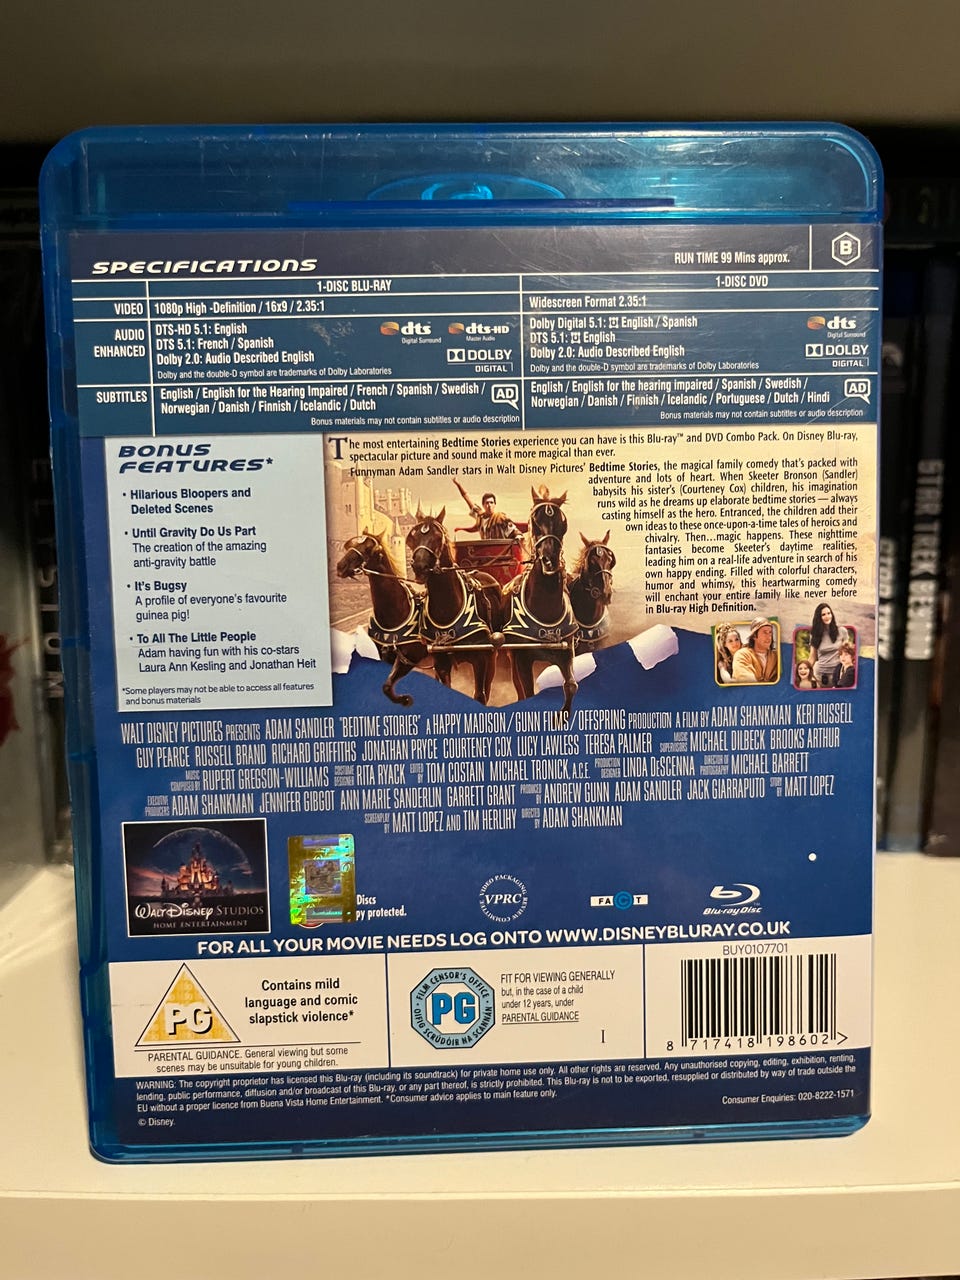 SPECIFICATIONS
RUN TIME 99 Mins approx.
B
1-DISC BLU-RAY
1-DISC DVD
VIDEO
1080p High -Definition / 16x9 / 2.35:1
Widescreen Format 2.35:1
AUDIO
ENHANCED
DTS-HD 5.1: English
DTS 5.1: French / Spanish
Dolby 2.0: Audio Described English
Dolby and the double-D symbol are trademarks of Dolby Laboratories
dts
Digital Surround
dts-HD
Master Audio
DOLBY
DIGITAL
Dolby Digital 5.1: English / Spanish
DTS 5.1: English
Dolby 2.0: Audio Described English
Dolby and the double-D symbol are trademarks of Dolby Laboratories
dts
Digital Surround
DOLBY
DIGITAL
SUBTITLES
English / English for the Hearing Impaired / French / Spanish / Swedish /
Norwegian / Danish / Finnish / Icelandic / Dutch
AD
Bonus materials may not contain subtitles or audio description
English / English for the hearing impaired / Spanish / Swedish /
Norwegian / Danish / Finnish / Icelandic / Portuguese / Dutch / Hindi
AD
Bonus materials may not contain subtitles or audio description
BONUS
FEATURES*
• Hilarious Bloopers and
Deleted Scenes
• Until Gravity Do Us Part
The creation of the amazing
anti-gravity battle
• It's Bugsy
A profile of everyone's favourite
guinea pig!
• To All The Little People
Adam having fun with his co-stars
Laura Ann Kesling and Jonathan Heit
*Some players may not be able to access all features
and bonus materials
The most entertaining Bedtime Stories experience you can have is this Blu-ray™ and DVD Combo Pack. On Disney Blu-ray,
spectacular picture and sound make it more magical than ever.
Funnyman Adam Sandler stars in Walt Disney Pictures' Bedtime Stories, the magical family comedy that's packed with
adventure and lots of heart. When Skeeter Bronson (Sandler)
babysits his sister's (Courteney Cox) children, his imagination
runs wild as he dreams up elaborate bedtime stories — always
casting himself as the hero. Entranced, the children add their
own ideas to these once-upon-a-time tales of heroics and
chivalry. Then...magic happens. These nighttime
fantasies become Skeeter's daytime realities,
leading him on a real-life adventure in search of his
own happy ending. Filled with colorful characters,
humor and whimsy, this heartwarming comedy
will enchant your entire family like never before
in Blu-ray High Definition.
WALT DISNEY PICTURES PRESENTS ADAM SANDLER "BEDTIME STORIES" A HAPPY MADISON/GUNN FILMS/OFFSPRING PRODUCTION A FILM BY ADAM SHANKMAN KERI RUSSELL
GUY PEARCE RUSSELL BRAND RICHARD GRIFFITHS JONATHAN PRYCE COURTENEY COX LUCY LAWLESS TERESA PALMER MUSIC SUPERVISORS MICHAEL DILBECK BROOKS ARTHUR
MUSIC COMPOSED BY RUPERT GREGSON-WILLIAMS COSTUME DESIGNER RITA RYACK EDITED BY TOM COSTAIN MICHAEL TRONICK, A.C.E. PRODUCTION DESIGNER LINDA DeSCENNA DIRECTOR OF PHOTOGRAPHY MICHAEL BARRETT
EXECUTIVE PRODUCERS ADAM SHANKMAN JENNIFER GIBGOT ANN MARIE SANDERLIN GARRETT GRANT PRODUCED BY ANDREW GUNN ADAM SANDLER JACK GIARRAPUTO STORY BY MATT LOPEZ
SCREENPLAY BY MATT LOPEZ AND TIM HERLIHY DIRECTED BY ADAM SHANKMAN
WALT DISNEY STUDIOS
HOME ENTERTAINMENT
Discs
py protected.
VIDEO PACKAGING REVIEW COMMITTEE
VPRC
FACT
Blu-ray Disc
FOR ALL YOUR MOVIE NEEDS LOG ONTO WWW.DISNEYBLURAY.CO.UK
PG
Contains mild
language and comic
slapstick violence*
PARENTAL GUIDANCE. General viewing but some
scenes may be unsuitable for young children.
FILM CENSOR'S OFFICE
PG
OIFIG SCRÚDÓIR NA SCANNÁN
FIT FOR VIEWING GENERALLY
but, in the case of a child
under 12 years, under
PARENTAL GUIDANCE
I
BUY0107701
8 717418 198602 >
WARNING: The copyright proprietor has licensed this Blu-ray (including its soundtrack) for private home use only. All other rights are reserved. Any unauthorised copying, editing, exhibition, renting,
lending, public performance, diffusion and/or broadcast of this Blu-ray, or any part thereof, is strictly prohibited. This Blu-ray is not to be exported, resupplied or distributed by way of trade outside the
EU without a proper licence from Buena Vista Home Entertainment. *Consumer advice applies to main feature only.
Consumer Enquiries: 020-8222-1571
© Disney.
STAR TREK BEYOND